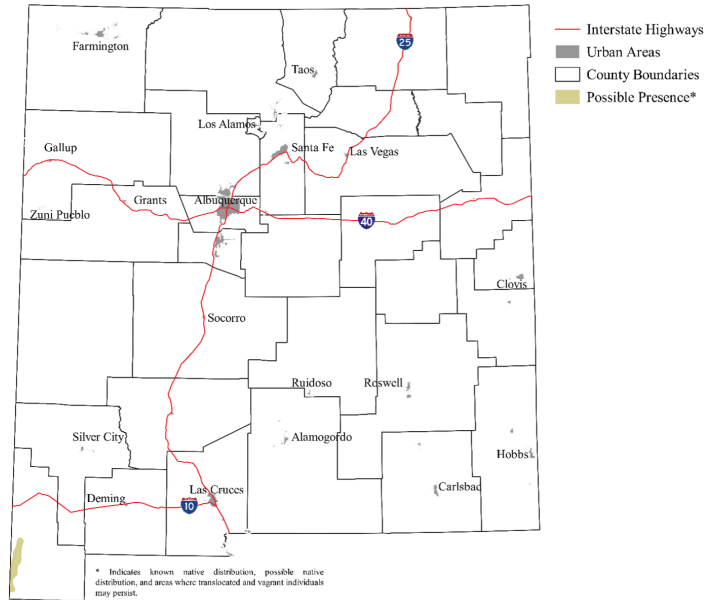 Interstate Highways
Urban Areas
County Boundaries
Possible Presence*
25
Farmington
Taos
Los Alamos
Gallup
Santa Fe
Las Vegas
Zuni Pueblo
Grants
Albuquerque
40
Clovis
Socorro
Ruidoso
Roswell
Silver City
Alamogordo
Hobbs
Deming
Las Cruces
10
Carlsbad
* Indicates known native distribution, possible native
distribution, and areas where translocated and vagrant individuals
may persist.